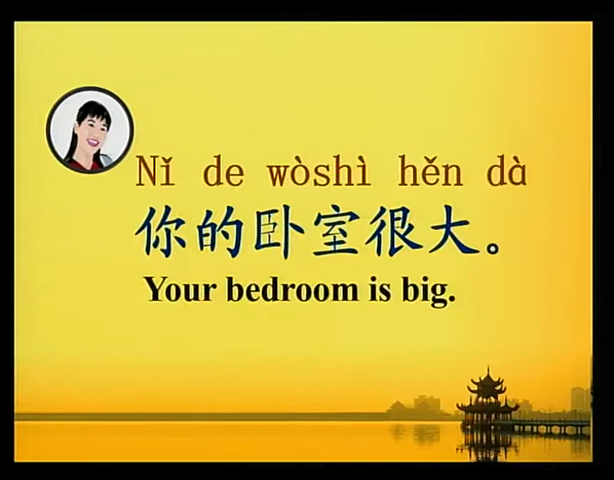 Nǐ de wòshì hěn dà
你的卧室很大。
Your bedroom is big.